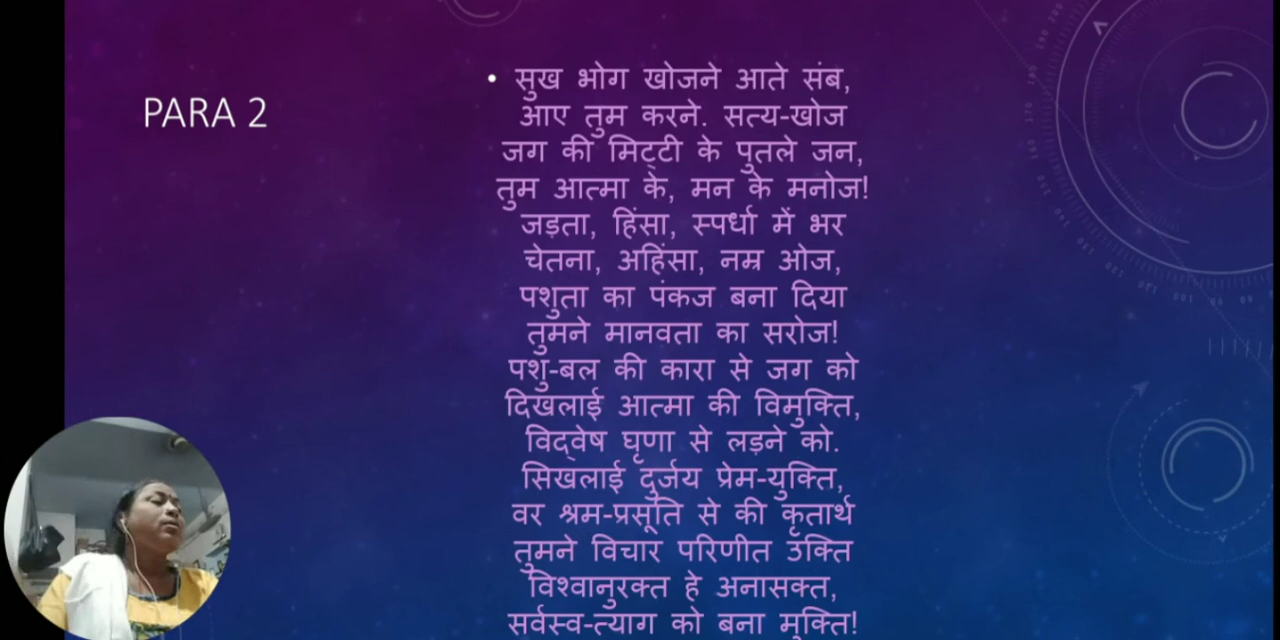 PARA 2
• सुख भोग खोजने आते संब,
आए तुम करने. सत्य-खोज
जग की मिट्टी के पुतले जन,
तुम आत्मा के, मन के मनोज!
जड़ता, हिंसा, स्पर्धा में भर
चेतना, अहिंसा, नम्र ओज,
पशुता का पंकज बना दिया
तुमने मानवता का सरोज!
पशु-बल की कारा से जग को
दिखलाई आत्मा की विमुक्ति,
विद्वेष घृणा से लड़ने को.
सिखलाई दुर्जय प्रेम-युक्ति,
वर श्रम-प्रसूति से की कृतार्थ
तुमने विचार परिणीत उक्ति
विश्वानुरक्त हे अनासक्त,
सर्वस्व-त्याग को बना मुक्ति!